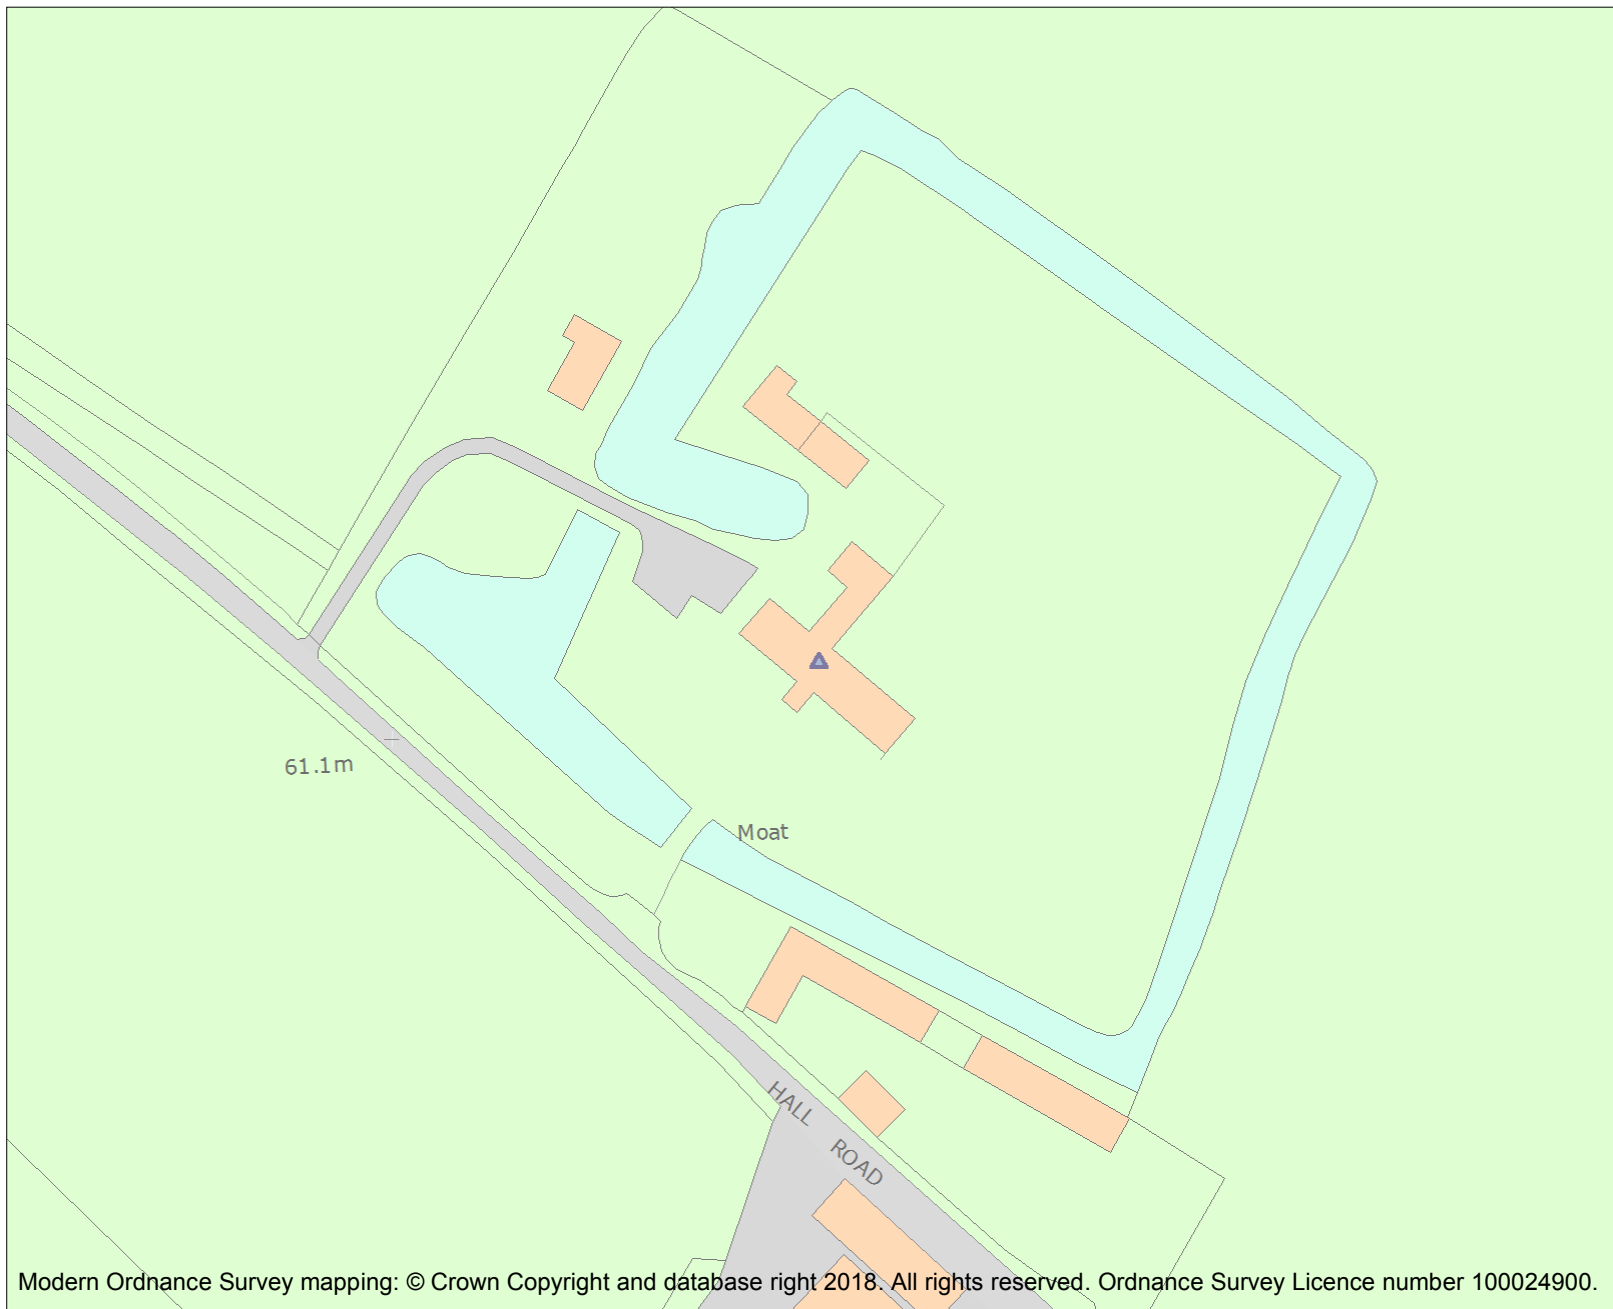 61.1m
Moat
HALL ROAD
Modern Ordnance Survey mapping: © Crown Copyright and database right 2018. All rights reserved. Ordnance Survey Licence number 100024900.